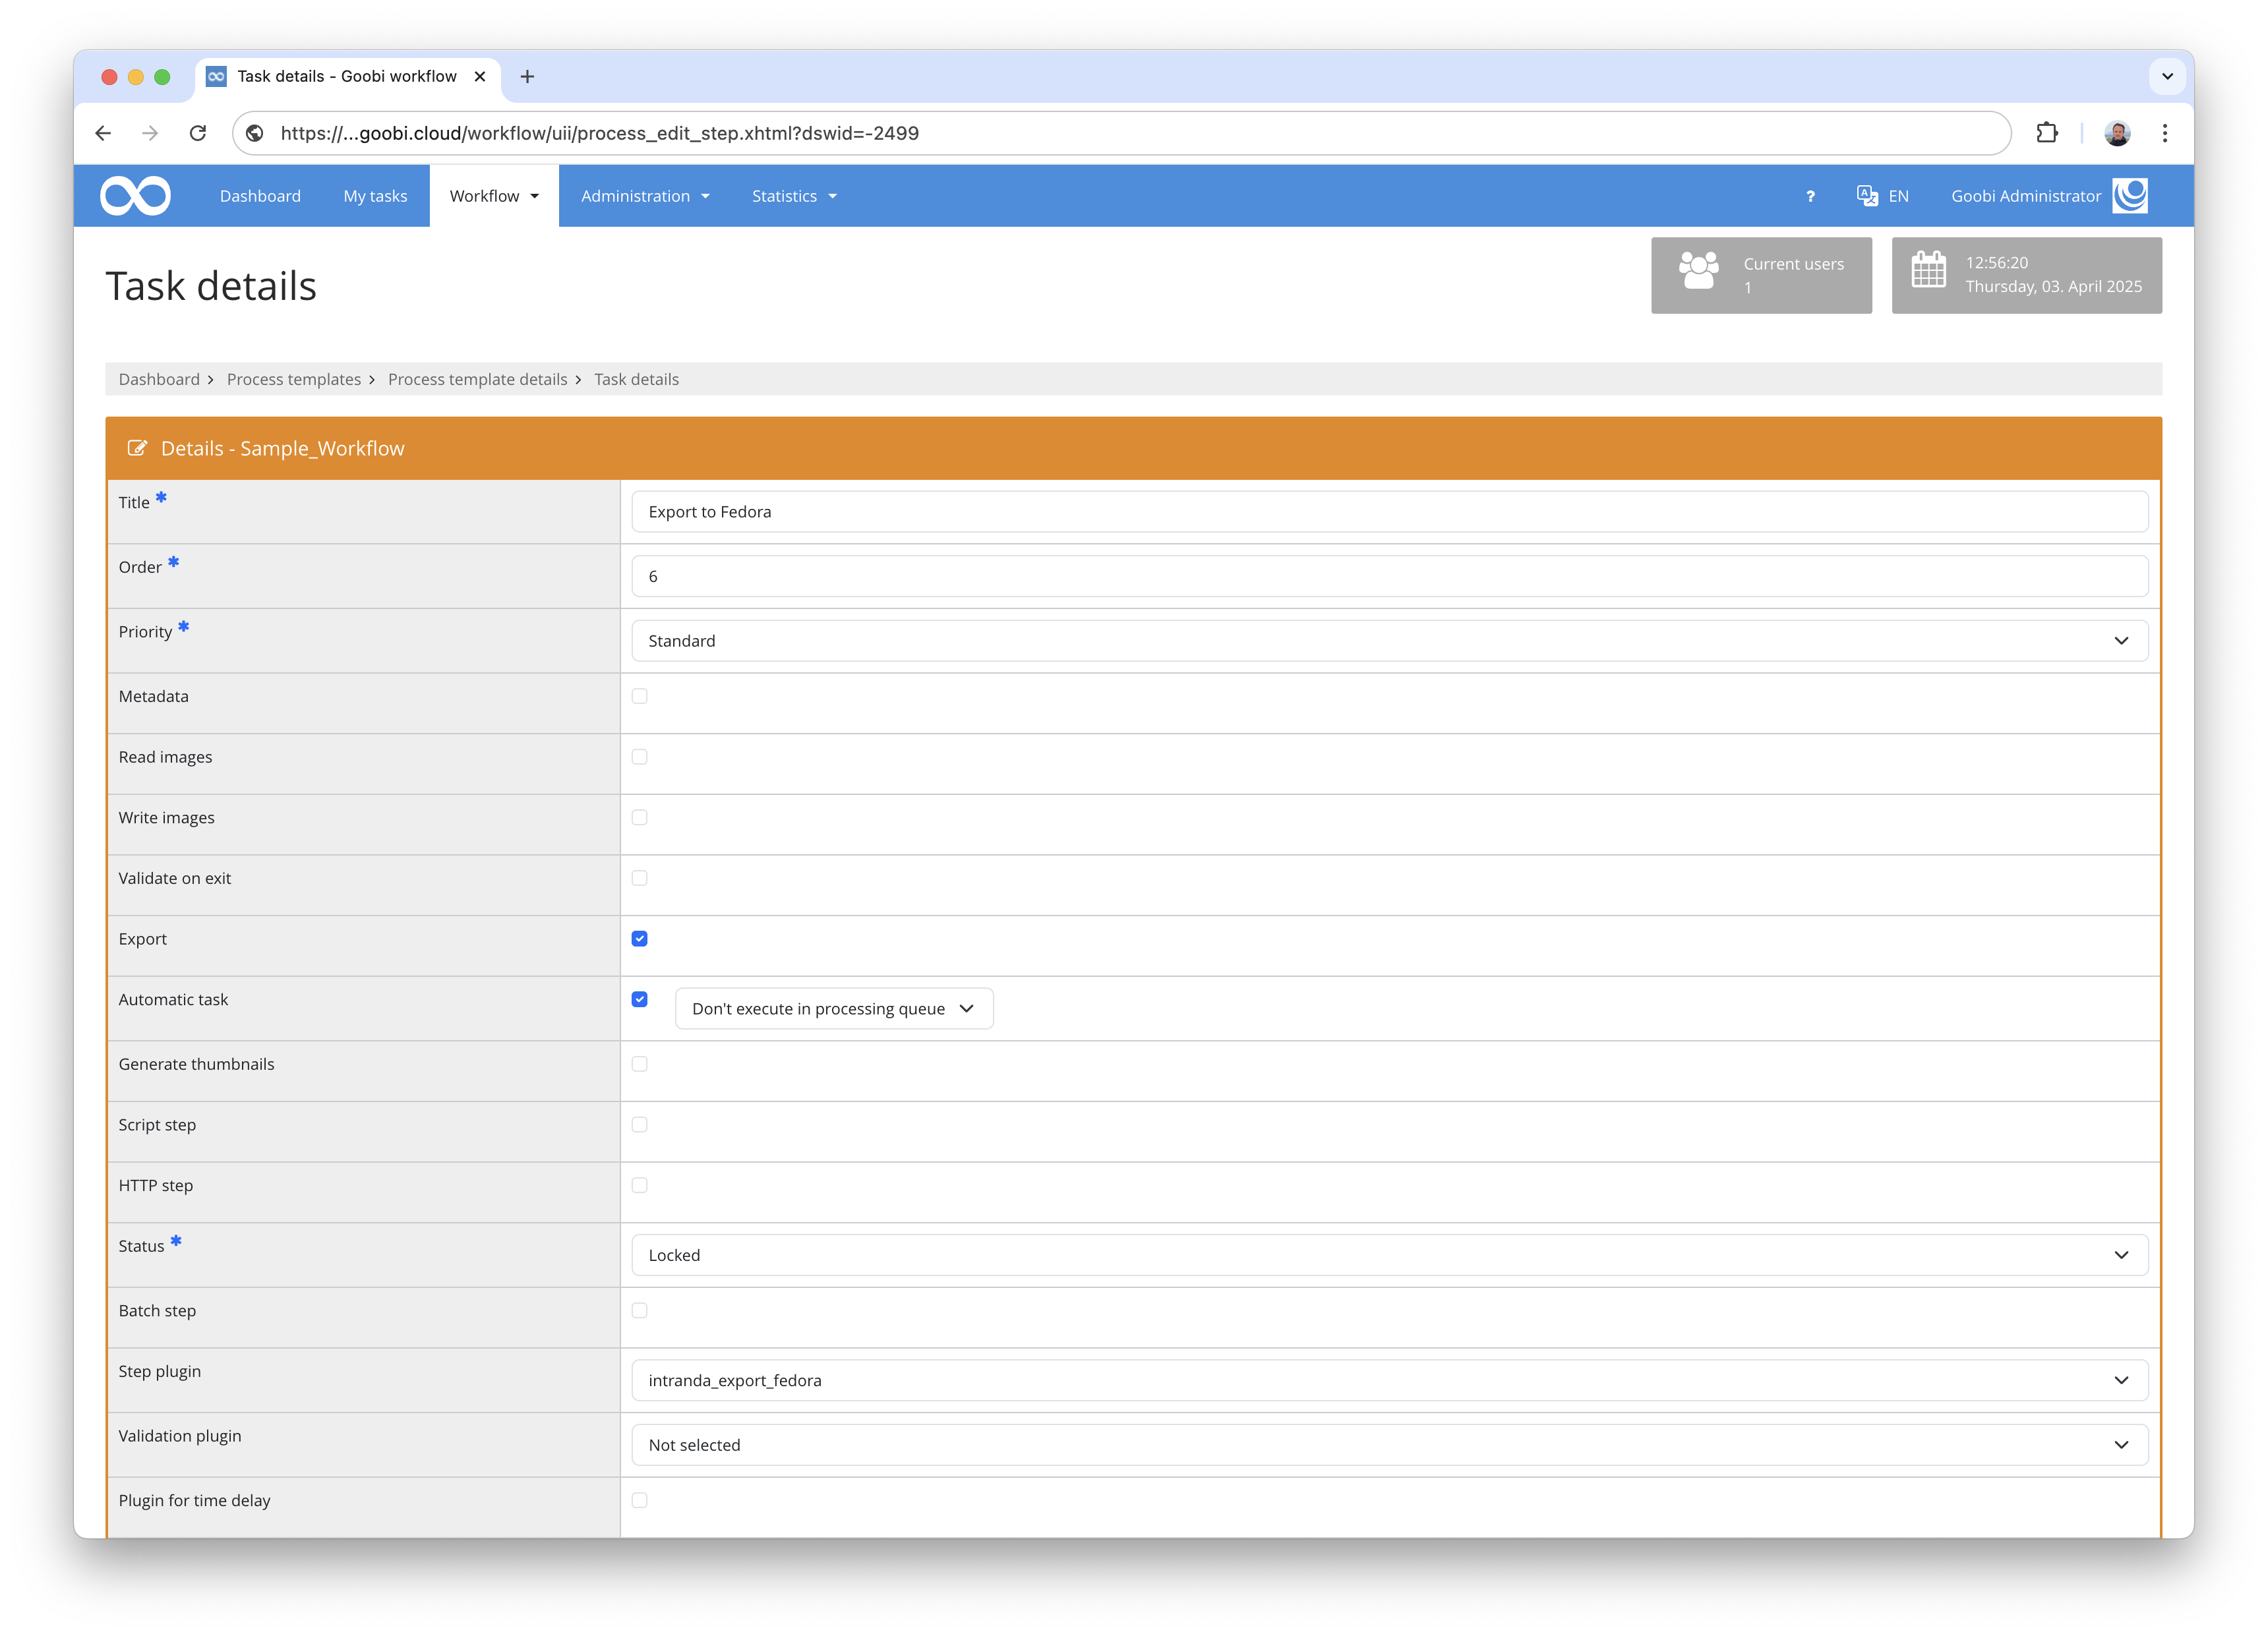 Task details - Goobi workflow
https://...goobi.cloud/workflow/uii/process_edit_step.xhtml?dswid=-2499
Dashboard My tasks Workflow Administration Statistics ? EN Goobi Administrator
Task details
Current users
1
12:56:20
Thursday, 03. April 2025
Dashboard > Process templates > Process template details > Task details
Details - Sample_Workflow
Title * Export to Fedora
Order * 6
Priority * Standard
Metadata
Read images
Write images
Validate on exit
Export
Automatic task Don't execute in processing queue
Generate thumbnails
Script step
HTTP step
Status * Locked
Batch step
Step plugin intranda_export_fedora
Validation plugin Not selected
Plugin for time delay